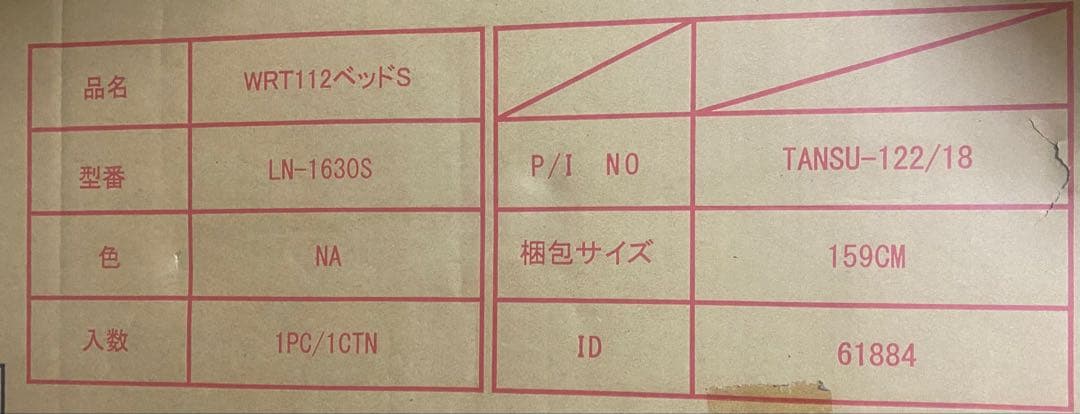 品名 WRT112ベッドS
型番 LN-1630S
色 NA
入数 1PC/1CTN
P/I NO TANSU-122/18
梱包サイズ 159CM
ID 61884